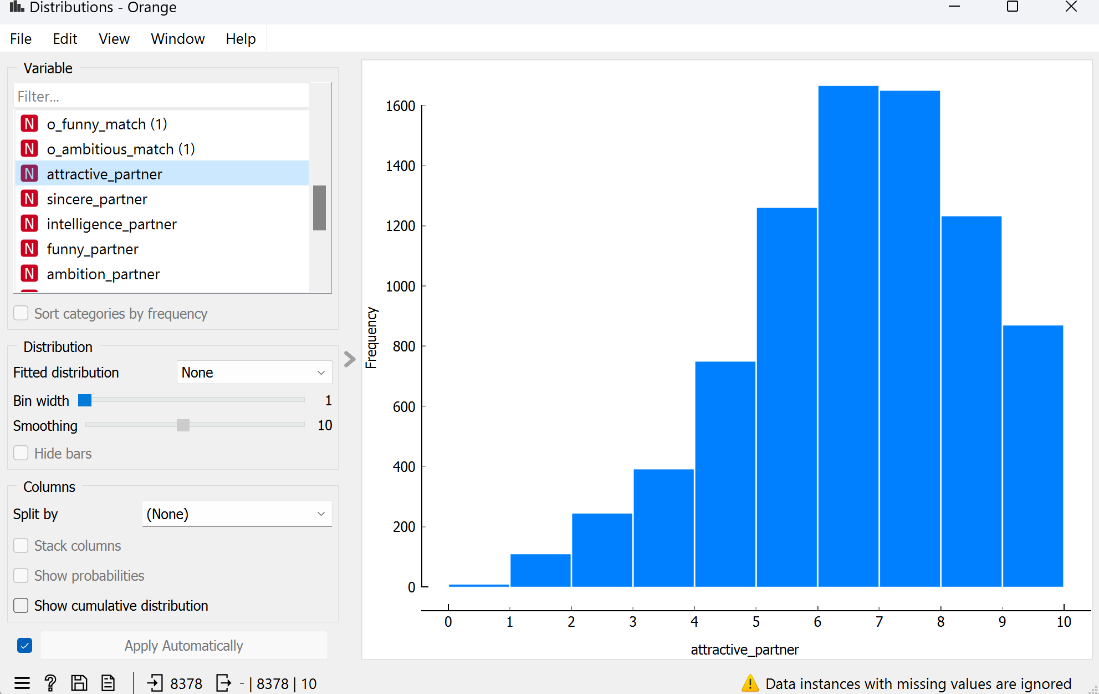 Distributions - Orange
File Edit View Window Help
Variable
Filter...
N o_funny_match (1)
N o_ambitious_match (1)
N attractive_partner
N sincere_partner
N intelligence_partner
N funny_partner
N ambition_partner
Sort categories by frequency
Distribution
Fitted distribution None
Bin width 1
Smoothing 10
Hide bars
Columns
Split by (None)
Stack columns
Show probabilities
Show cumulative distribution
Apply Automatically
? 8378 - | 8378 | 10
1600
1400
1200
1000
800
600
400
200
0
Frequency
0 1 2 3 4 5 6 7 8 9 10
attractive_partner
Data instances with missing values are ignored